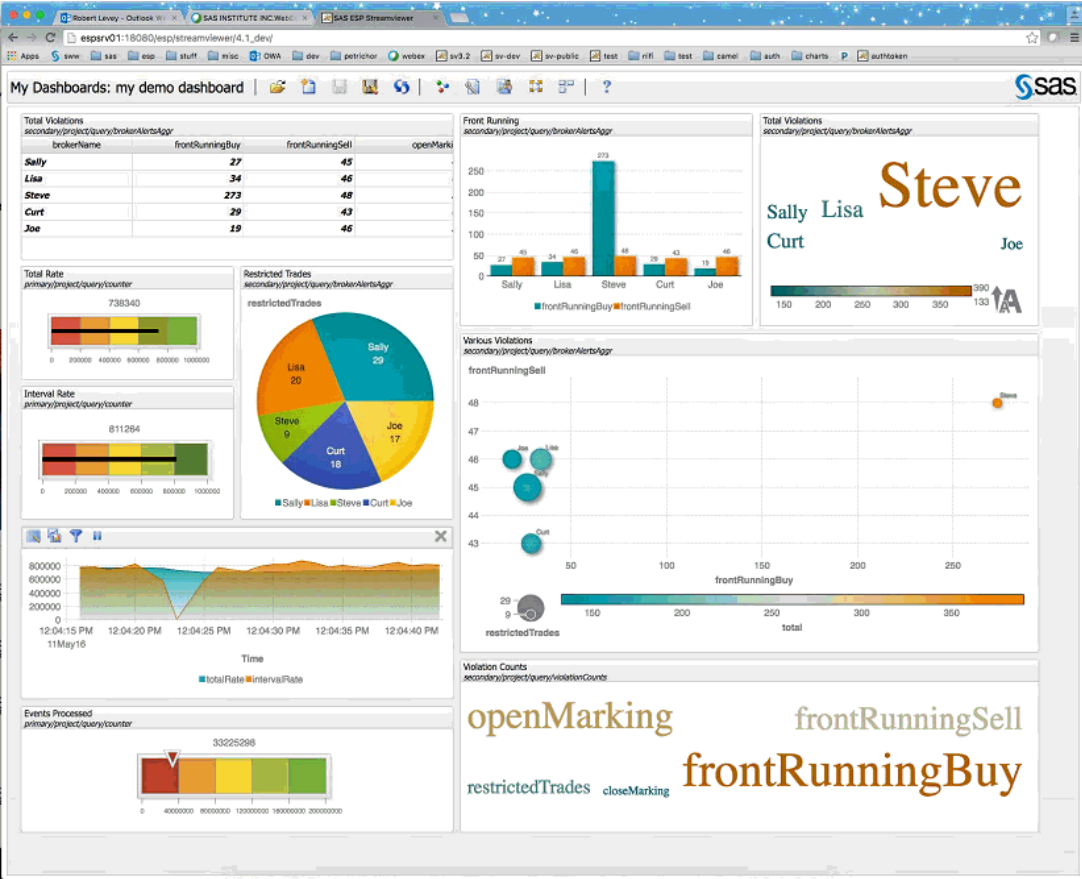 Robert Levey - Outlook W
SAS INSTITUTE INC.WebE
SAS ESP Streamviewer
espsrv01:18080/esp/streamviewer/4.1_dev/
Apps sww sas esp stuff misc OWA dev petrichor webex sv3.2 sv-dev sv-public test nifi test camel auth charts P authtoken
My Dashboards: my demo dashboard
?
sas
Total Violations
secondary/project/query/brokerAlertsAggr
brokerName frontRunningBuy frontRunningSell openMarki
Sally 27 45
Lisa 34 46
Steve 273 48
Curt 29 43
Joe 19 46
Front Running
secondary/project/query/brokerAlertsAggr
250
200
150
100
50
0
27 45 34 46 273 48 29 43 19 46
Sally Lisa Steve Curt Joe
frontRunningBuy frontRunningSell
Total Violations
secondary/project/query/brokerAlertsAggr
Steve
Sally Lisa
Curt Joe
150 200 250 300 350
390
133
Total Rate
primary/project/query/counter
738340
0 200000 400000 600000 800000 1000000
Interval Rate
primary/project/query/counter
811264
0 200000 400000 600000 800000 1000000
Restricted Trades
secondary/project/query/brokerAlertsAggr
restrictedTrades
Sally
29
Lisa
20
Steve
9
Curt
18
Joe
17
Sally Lisa Steve Curt Joe
Various Violations
secondary/project/query/brokerAlertsAggr
frontRunningSell
48
47
46
45
44
43
Steve
Joe
Lisa
Sally
Curt
50 100 150 200 250
frontRunningBuy
29
9
restrictedTrades
150 200 250 300 350
total
800000
600000
400000
200000
0
12:04:15 PM 12:04:20 PM 12:04:25 PM 12:04:30 PM 12:04:35 PM 12:04:40 PM
11May16
Time
totalRate intervalRate
Events Processed
primary/project/query/counter
33225298
0 40000000 80000000 120000000 160000000 200000000
Violation Counts
secondary/project/query/violationCounts
openMarking frontRunningSell
restrictedTrades closeMarking frontRunningBuy